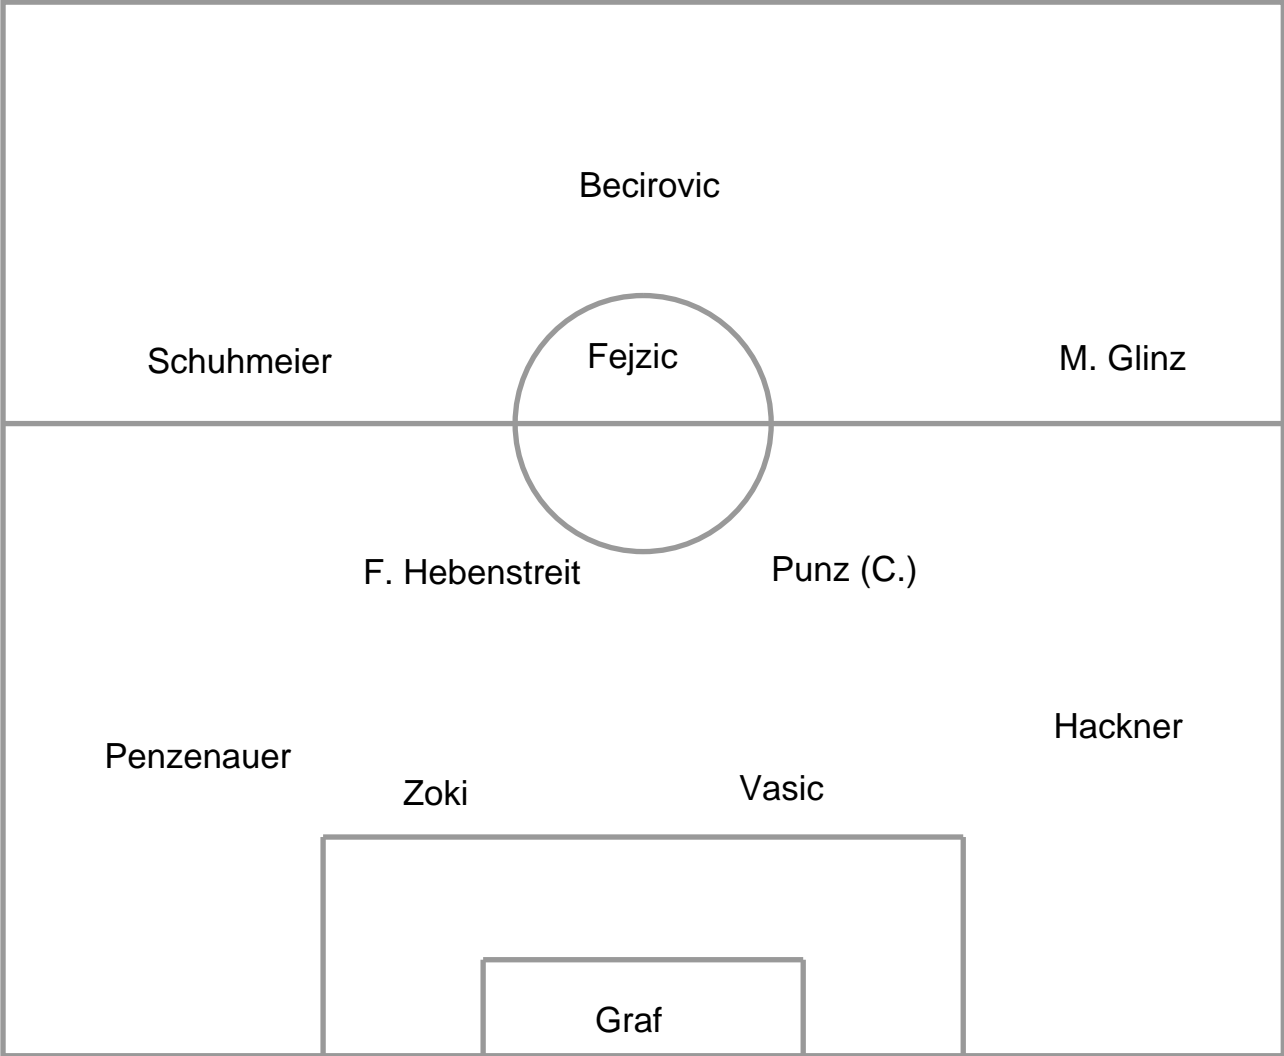 Becirovic
Schuhmeier Fejzic M. Glinz
F. Hebenstreit Punz (C.)
Penzenauer Hackner
Zoki Vasic
Graf